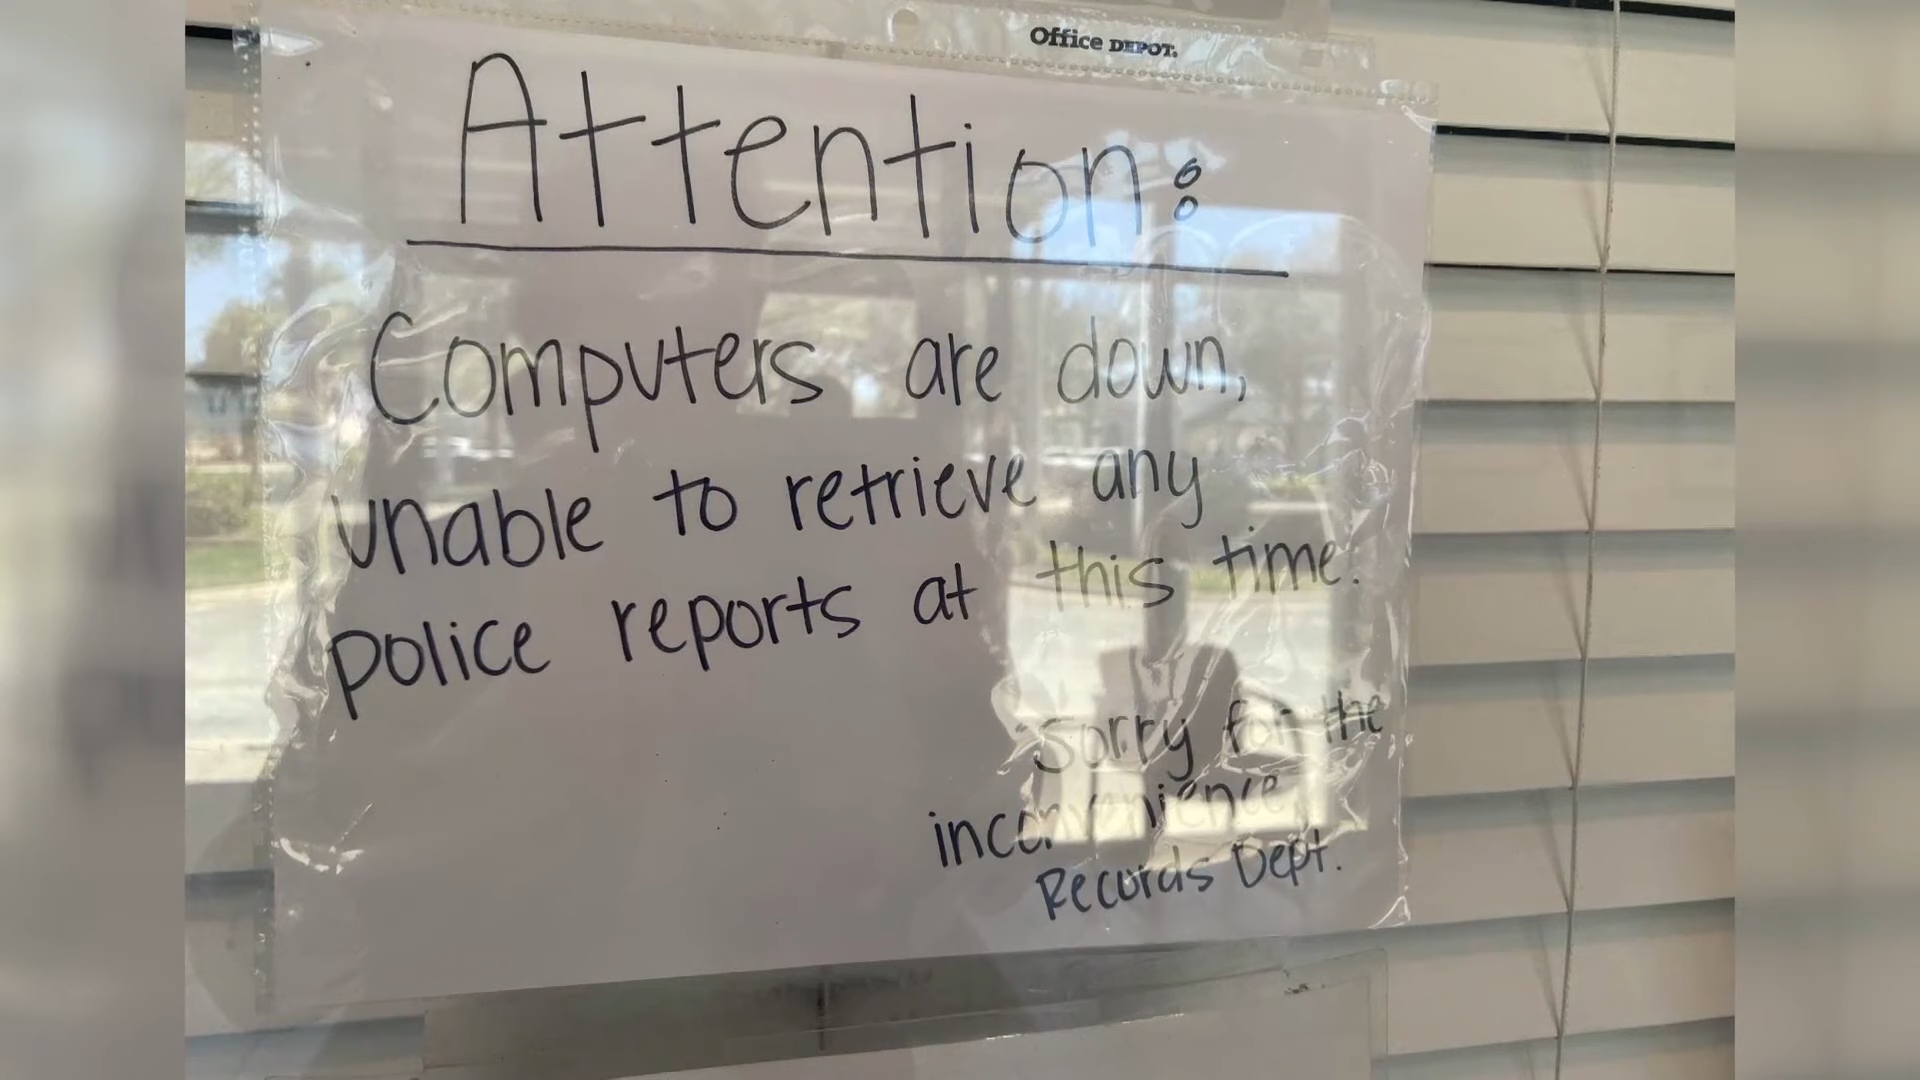 Office DEPOT.
Attention:
Computers are down,
unable to retrieve any
police reports at this time.
Sorry for the
inconvenience,
Records Dept.